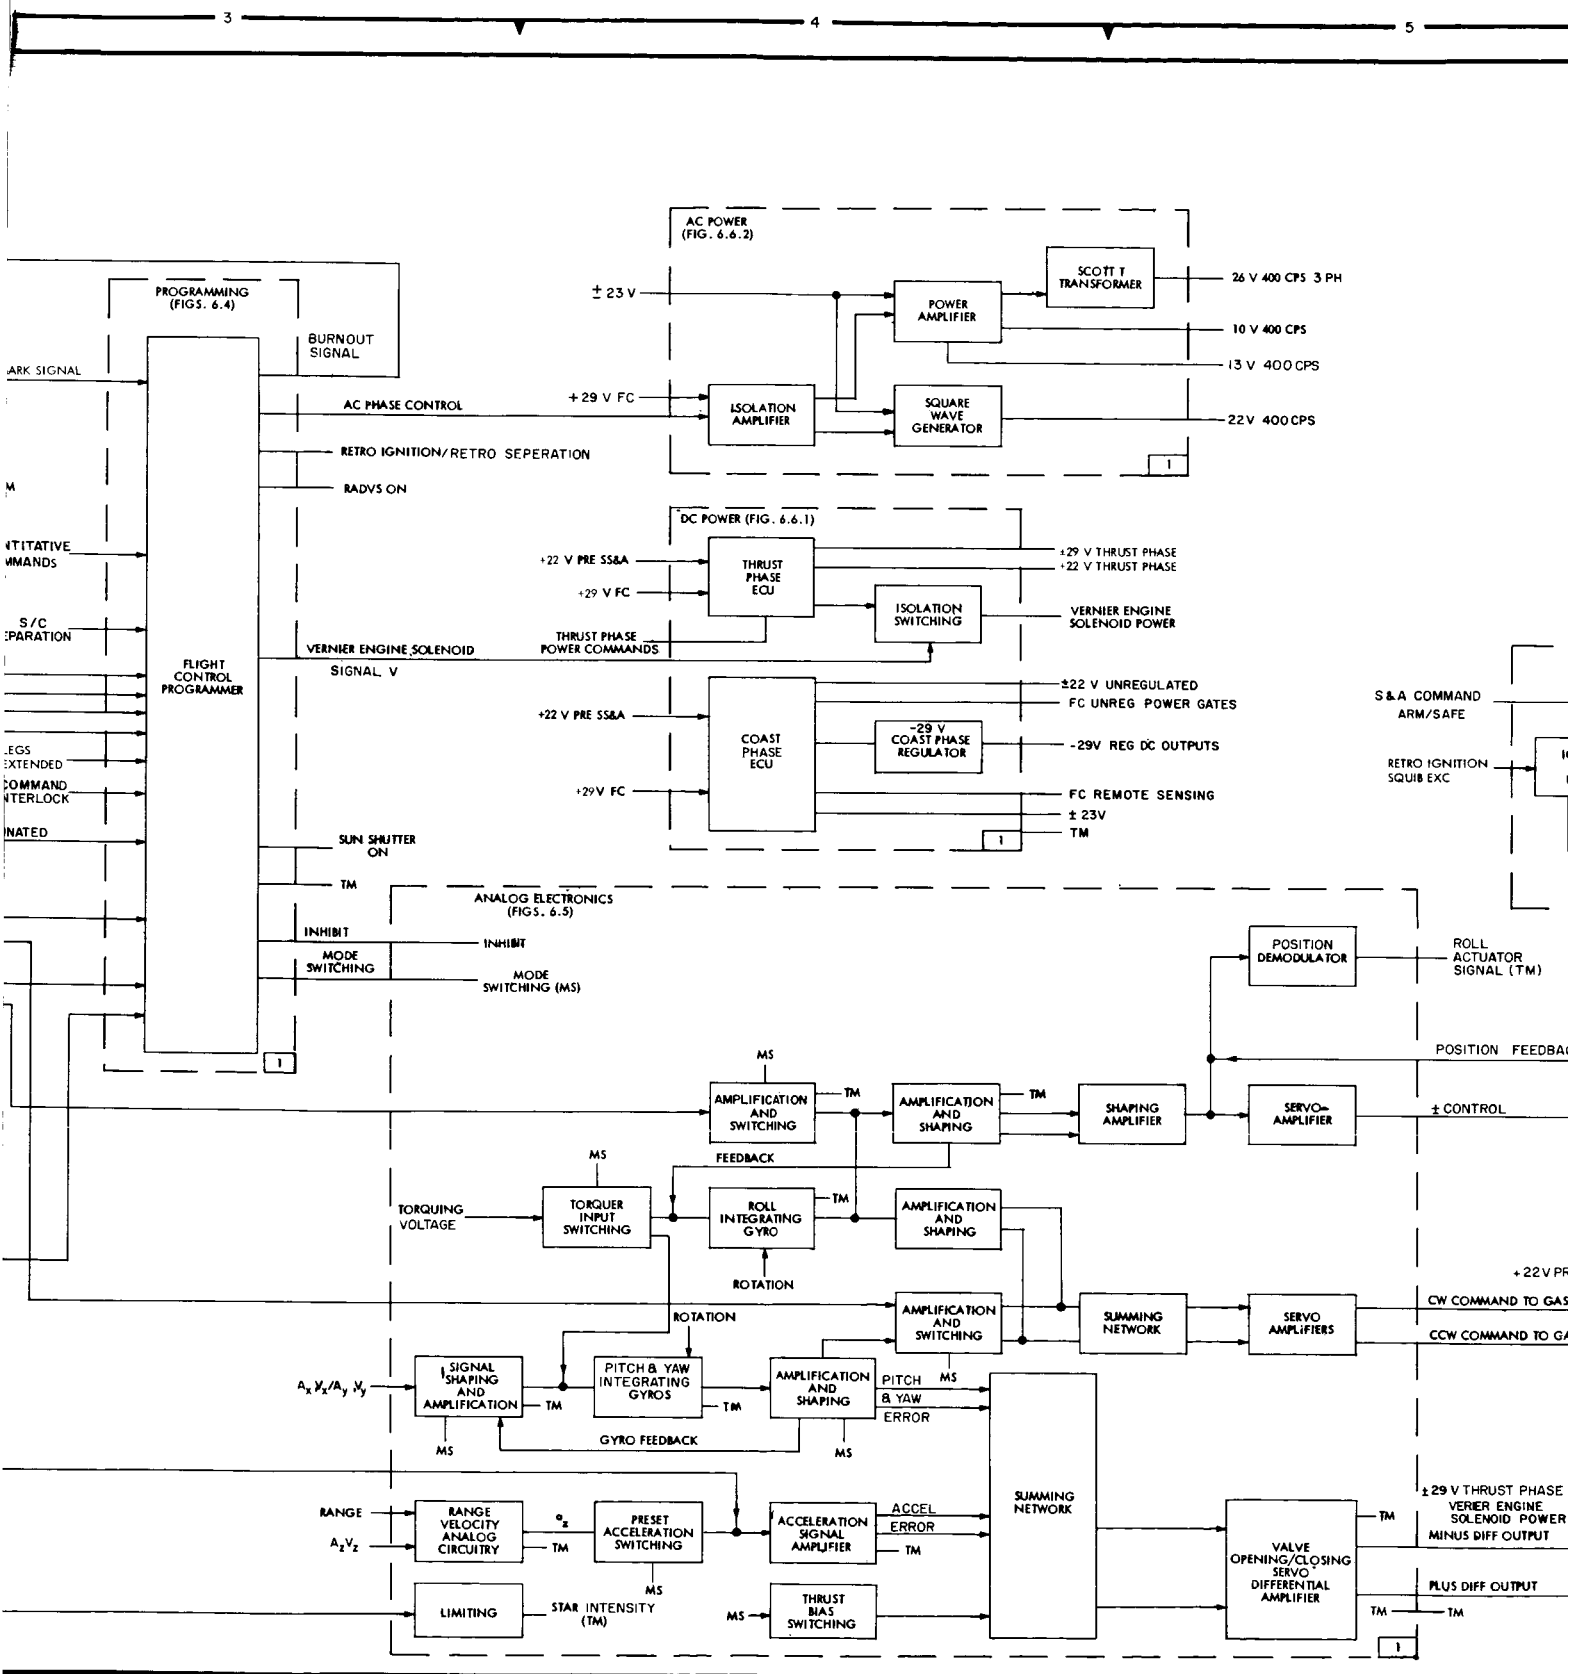 3
4
5
AC POWER
(FIG. 6.6.2)
SCOTT T
TRANSFORMER
26 V 400 CPS 3 PH
± 23 V
POWER
AMPLIFIER
10 V 400 CPS
13 V 400 CPS
+29 V FC
ISOLATION
AMPLIFIER
SQUARE
WAVE
GENERATOR
22V 400 CPS
1
PROGRAMMING
(FIGS. 6.4)
BURNOUT
SIGNAL
ARK SIGNAL
AC PHASE CONTROL
RETRO IGNITION/RETRO SEPERATION
RADVS ON
M
NTITATIVE
MMANDS
S/C
EPARATION
FLIGHT
CONTROL
PROGRAMMER
VERNIER ENGINE SOLENOID
SIGNAL V
LEGS
EXTENDED
COMMAND
NTERLOCK
NATED
SUN SHUTTER
ON
TM
INHIBIT
INHIBIT
MODE
SWITCHING
MODE
SWITCHING (MS)
1
DC POWER (FIG. 6.6.1)
+22 V PRE SS&A
THRUST
PHASE
ECU
±29 V THRUST PHASE
+22 V THRUST PHASE
+29 V FC
ISOLATION
SWITCHING
VERNIER ENGINE
SOLENOID POWER
THRUST PHASE
POWER COMMANDS
+22 V PRE SS&A
COAST
PHASE
ECU
±22 V UNREGULATED
FC UNREG POWER GATES
-29 V
COAST PHASE
REGULATOR
-29V REG DC OUTPUTS
+29V FC
FC REMOTE SENSING
± 23V
TM
1
S&A COMMAND
ARM/SAFE
RETRO IGNITION
SQUIB EXC
ANALOG ELECTRONICS
(FIGS. 6.5)
POSITION
DEMODULATOR
ROLL
ACTUATOR
SIGNAL (TM)
POSITION FEEDBA
MS
AMPLIFICATION
AND
SWITCHING
TM
AMPLIFICATION
AND
SHAPING
TM
SHAPING
AMPLIFIER
SERVO-
AMPLIFIER
± CONTROL
FEEDBACK
MS
TORQUING
VOLTAGE
TORQUER
INPUT
SWITCHING
ROLL
INTEGRATING
GYRO
TM
AMPLIFICATION
AND
SHAPING
ROTATION
+22V PR
AMPLIFICATION
AND
SWITCHING
SUMMING
NETWORK
SERVO
AMPLIFIERS
CW COMMAND TO GAS
CCW COMMAND TO GA
MS
ROTATION
Ax Vx/Ay Vy
SIGNAL
SHAPING
AND
AMPLIFICATION
TM
MS
PITCH & YAW
INTEGRATING
GYROS
TM
AMPLIFICATION
AND
SHAPING
PITCH
& YAW
ERROR
MS
GYRO FEEDBACK
RANGE
AzVz
RANGE
VELOCITY
ANALOG
CIRCUITRY
az
TM
PRESET
ACCELERATION
SWITCHING
MS
ACCELERATION
SIGNAL
AMPLIFIER
ACCEL
ERROR
TM
SUMMING
NETWORK
LIMITING
STAR INTENSITY
(TM)
MS
THRUST
BIAS
SWITCHING
VALVE
OPENING/CLOSING
SERVO
DIFFERENTIAL
AMPLIFIER
TM
±29 V THRUST PHASE
VERIER ENGINE
SOLENOID POWER
MINUS DIFF OUTPUT
PLUS DIFF OUTPUT
TM
TM
1